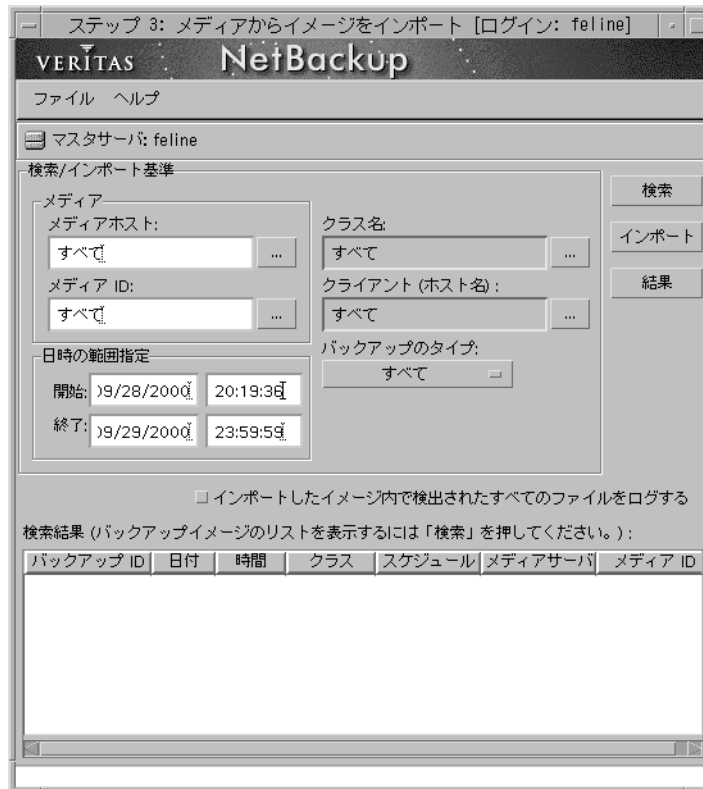 ステップ 3: メディアからイメージをインポート [ログイン: feline]
VERITAS NetBackup
ファイル ヘルプ
マスタサーバ: feline
検索/インポート基準
メディア
メディアホスト:
すべて ...
メディア ID:
すべて ...
クラス名:
すべて ...
クライアント (ホスト名) :
すべて ...
バックアップのタイプ:
すべて
日時の範囲指定
開始: 09/28/2000 20:19:36
終了: 09/29/2000 23:59:59
検索
インポート
結果
インポートしたイメージ内で検出されたすべてのファイルをログする
検索結果 (バックアップイメージのリストを表示するには「検索」を押してください。) :
バックアップ ID 日付 時間 クラス スケジュール メディアサーバ メディア ID